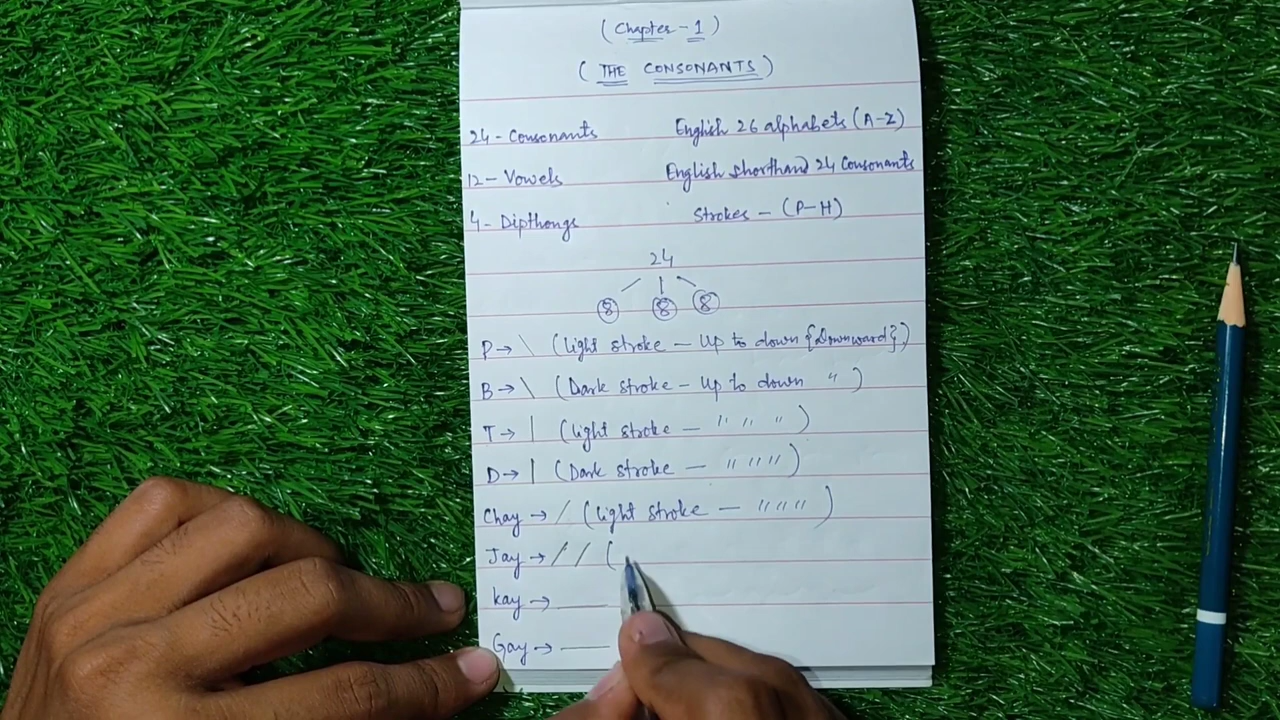 (Chapter - 1)
(THE CONSONANTS)
24 - Consonants English 26 alphabets (A-Z)
12 - Vowels English shorthand 24 Consonants
4 - Dipthongs Strokes - (P-H)
24
8 8 8
P → \ (light stroke - Up to down {Downward})
B → \ (Dark stroke - Up to down " )
T → | (light stroke - " " " )
D → | (Dark stroke - " " " " )
Chay → / (light stroke - " " " )
Jay → / / (
kay → —
Gay → —